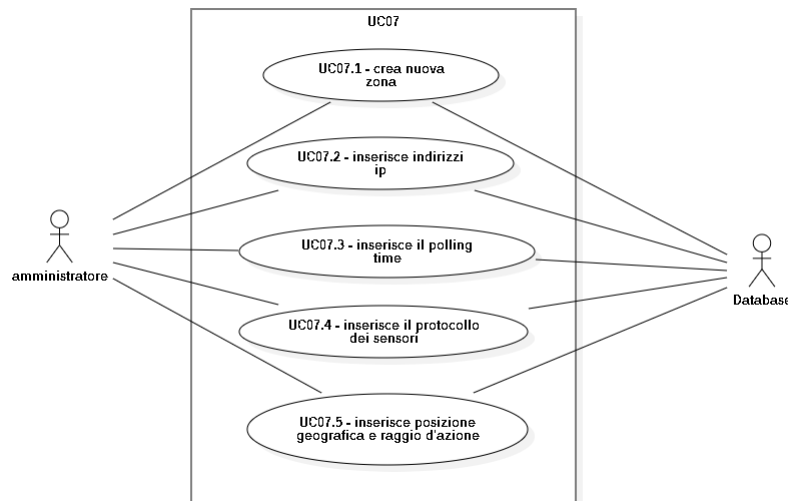 UC07
UC07.1 - crea nuova
zona
UC07.2 - inserisce indirizzi
ip
UC07.3 - inserisce il polling
time
amministratore
Database
UC07.4 - inserisce il protocollo
dei sensori
UC07.5 - inserisce posizione
geografica e raggio d'azione